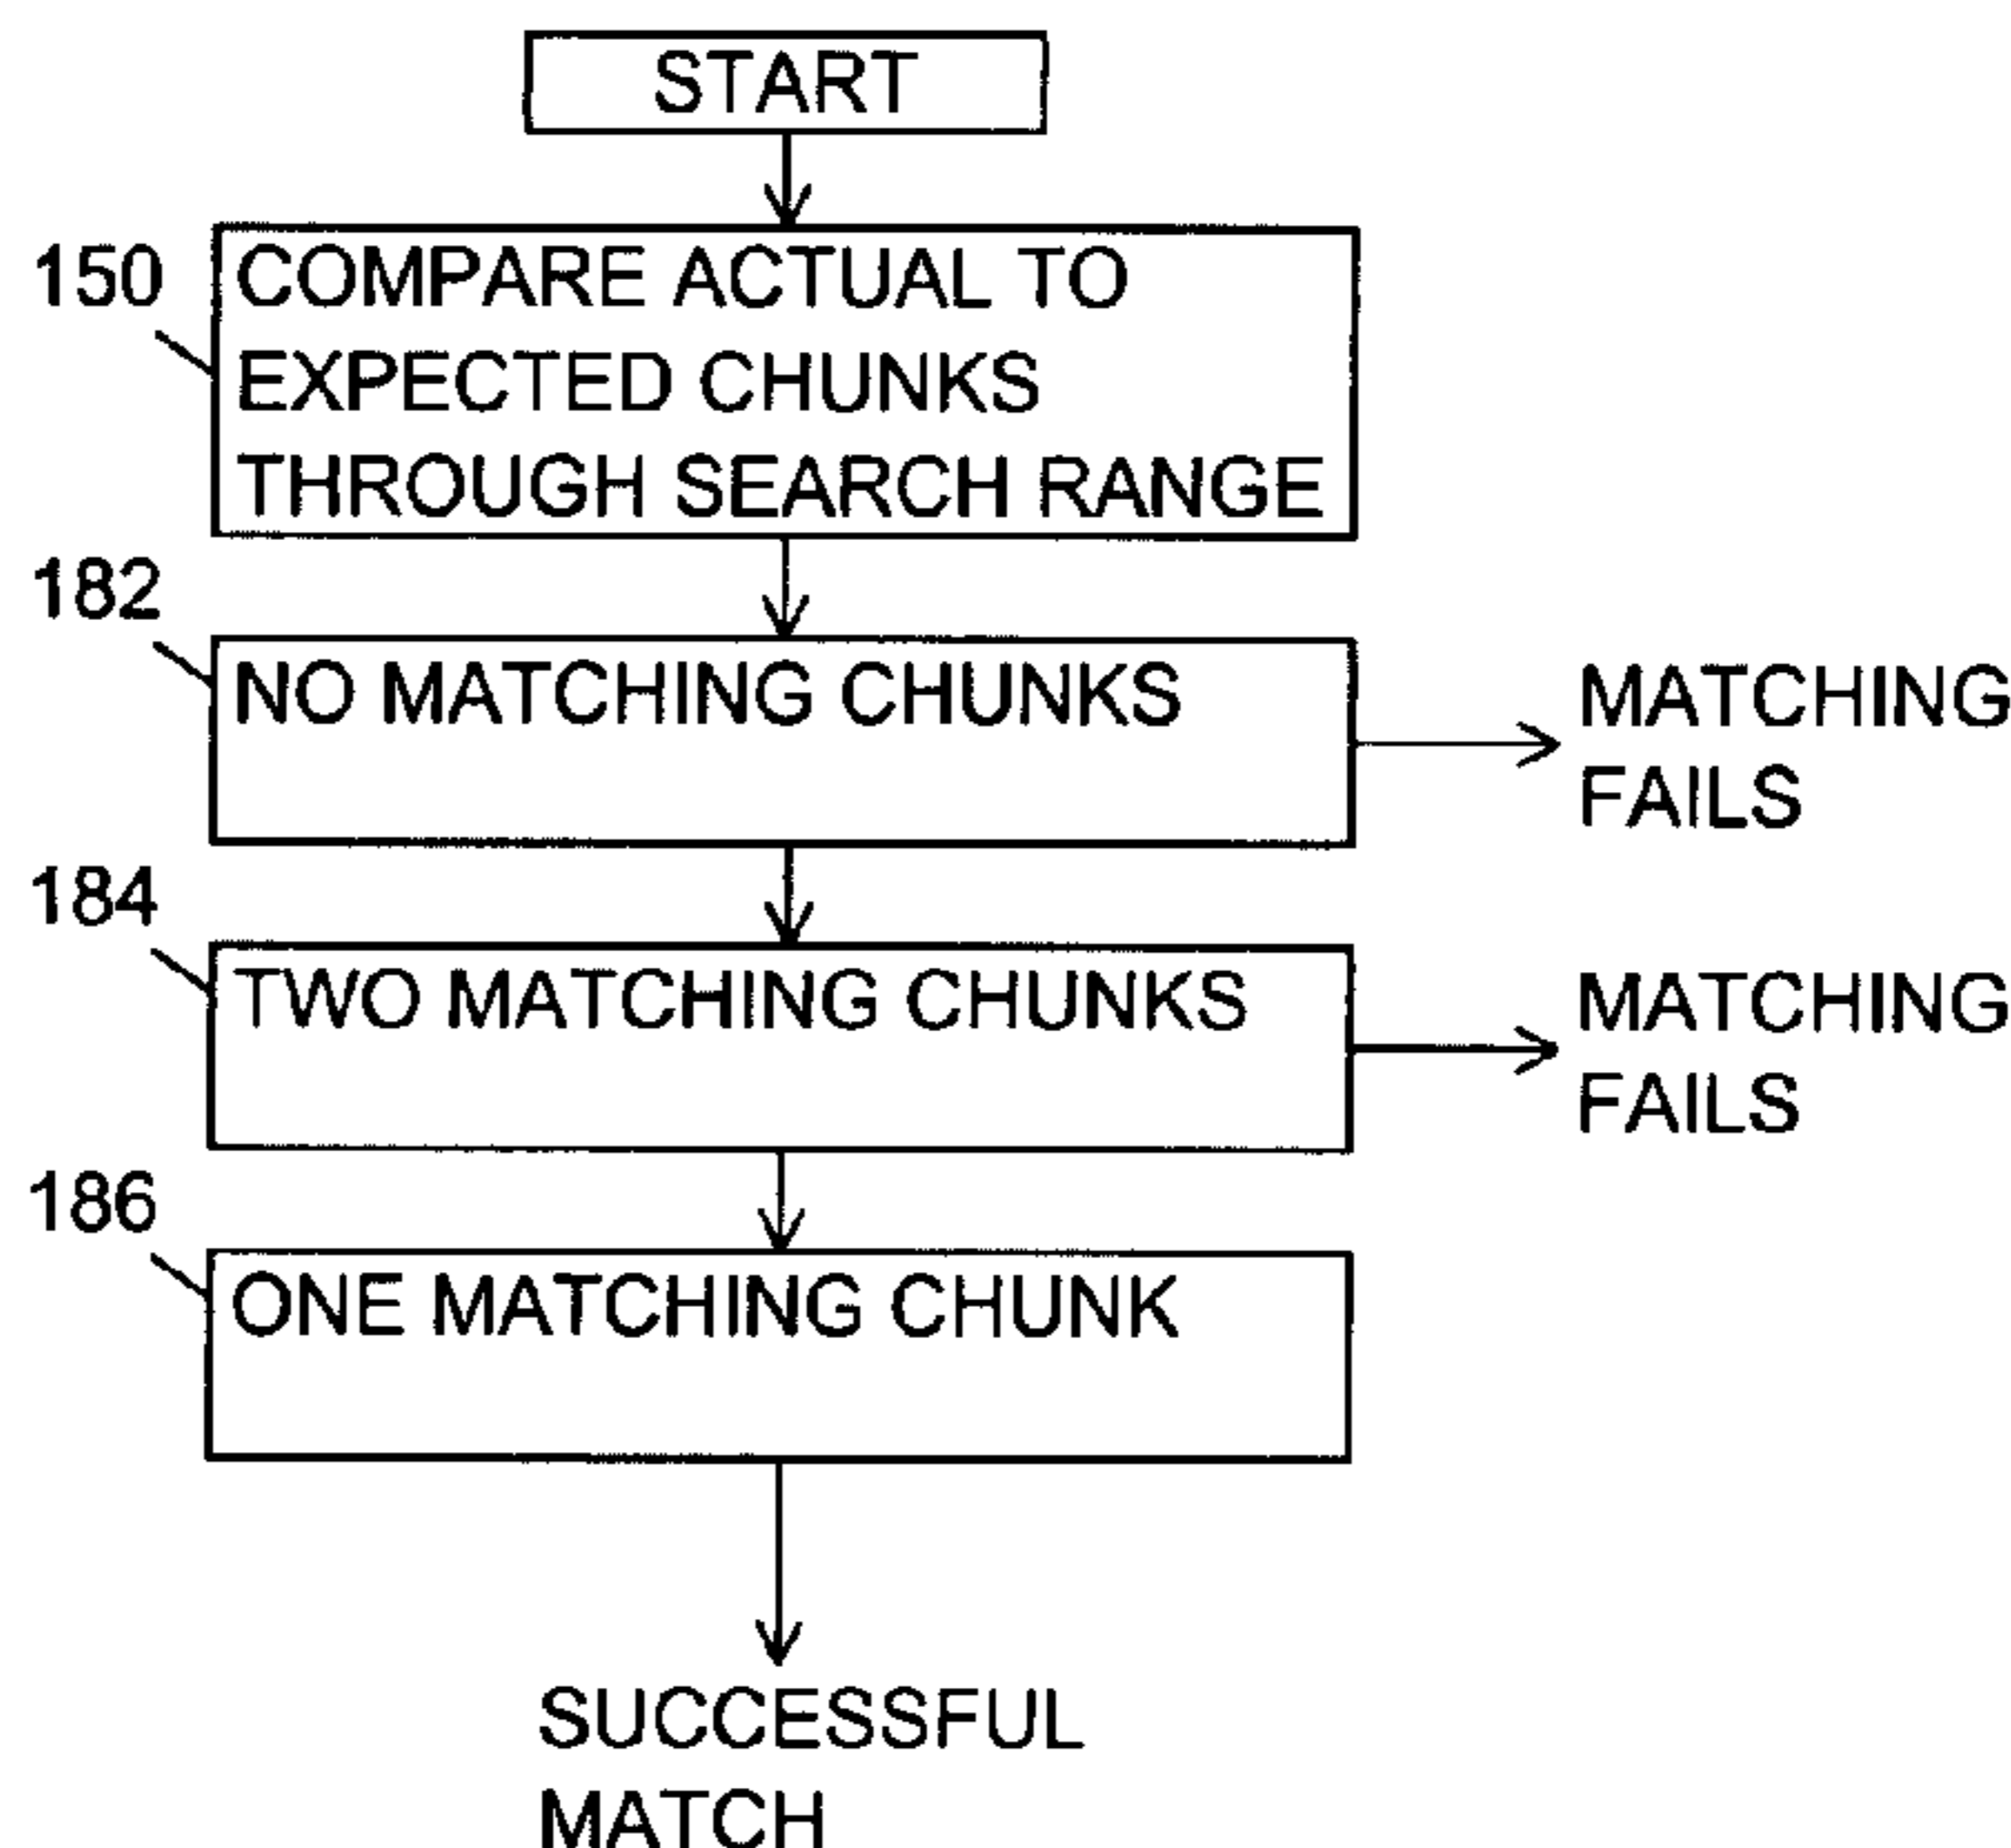 START
150
COMPARE ACTUAL TO
EXPECTED CHUNKS
THROUGH SEARCH RANGE
182
NO MATCHING CHUNKS
MATCHING
FAILS
184
TWO MATCHING CHUNKS
MATCHING
FAILS
186
ONE MATCHING CHUNK
SUCCESSFUL
MATCH